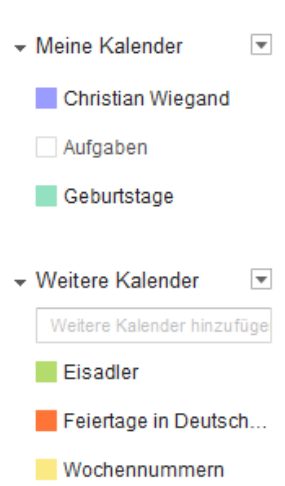 Meine Kalender
Christian Wiegand
Aufgaben
Geburtstage
Weitere Kalender
Weitere Kalender hinzufüge
Eisadler
Feiertage in Deutsch...
Wochennummern